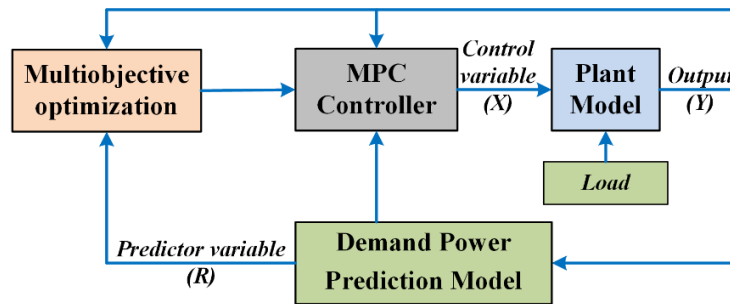 Multiobjective
optimization
MPC
Controller
Control
variable
(X)
Plant
Model
Output
(Y)
Load
Predictor variable
(R)
Demand Power
Prediction Model